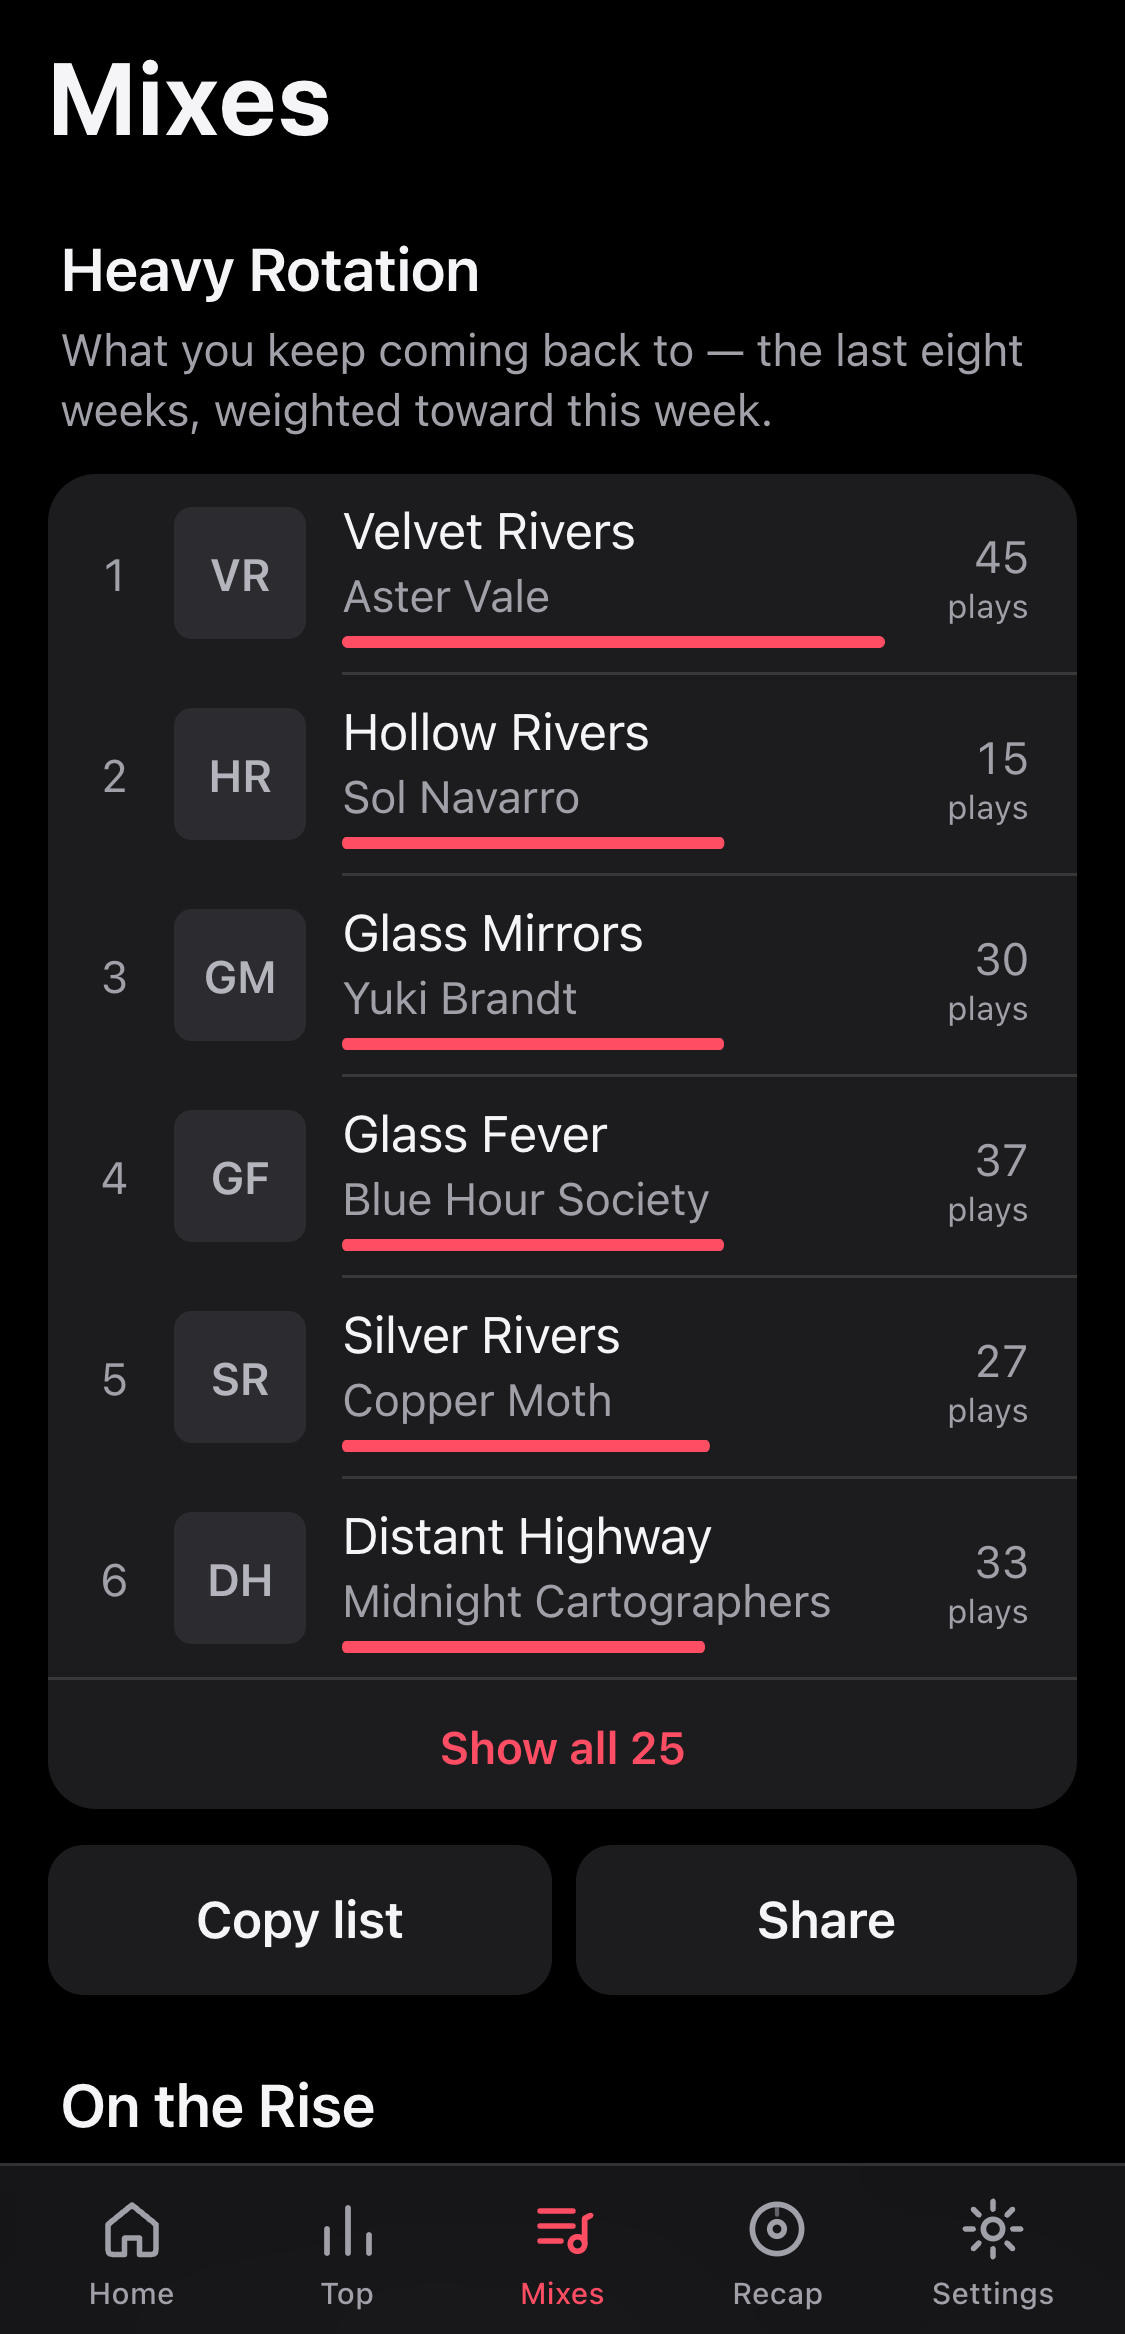 Mixes
Heavy Rotation
What you keep coming back to — the last eight
weeks, weighted toward this week.
1
VR
Velvet Rivers
Aster Vale
45
plays
2
HR
Hollow Rivers
Sol Navarro
15
plays
3
GM
Glass Mirrors
Yuki Brandt
30
plays
4
GF
Glass Fever
Blue Hour Society
37
plays
5
SR
Silver Rivers
Copper Moth
27
plays
6
DH
Distant Highway
Midnight Cartographers
33
plays
Show all 25
Copy list
Share
On the Rise
Home
Top
Mixes
Recap
Settings